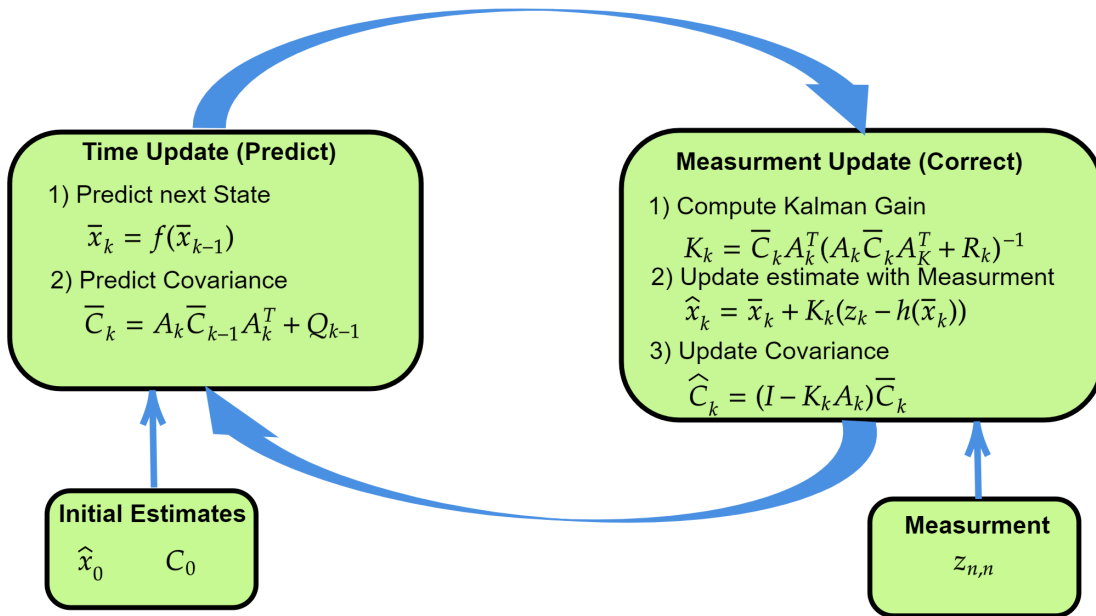 Time Update (Predict)
1) Predict next State
x̅ₖ = f(x̅ₖ₋₁)
2) Predict Covariance
C̅ₖ = AₖC̅ₖ₋₁Aₖᵀ + Qₖ₋₁
Measurment Update (Correct)
1) Compute Kalman Gain
Kₖ = C̅ₖAₖᵀ(AₖC̅ₖA_Kᵀ + Rₖ)⁻¹
2) Update estimate with Measurment
x̂ₖ = x̅ₖ + Kₖ(zₖ − h(x̅ₖ))
3) Update Covariance
Ĉₖ = (I − KₖAₖ)C̅ₖ
Initial Estimates
x̂₀ C₀
Measurment
z_{n,n}